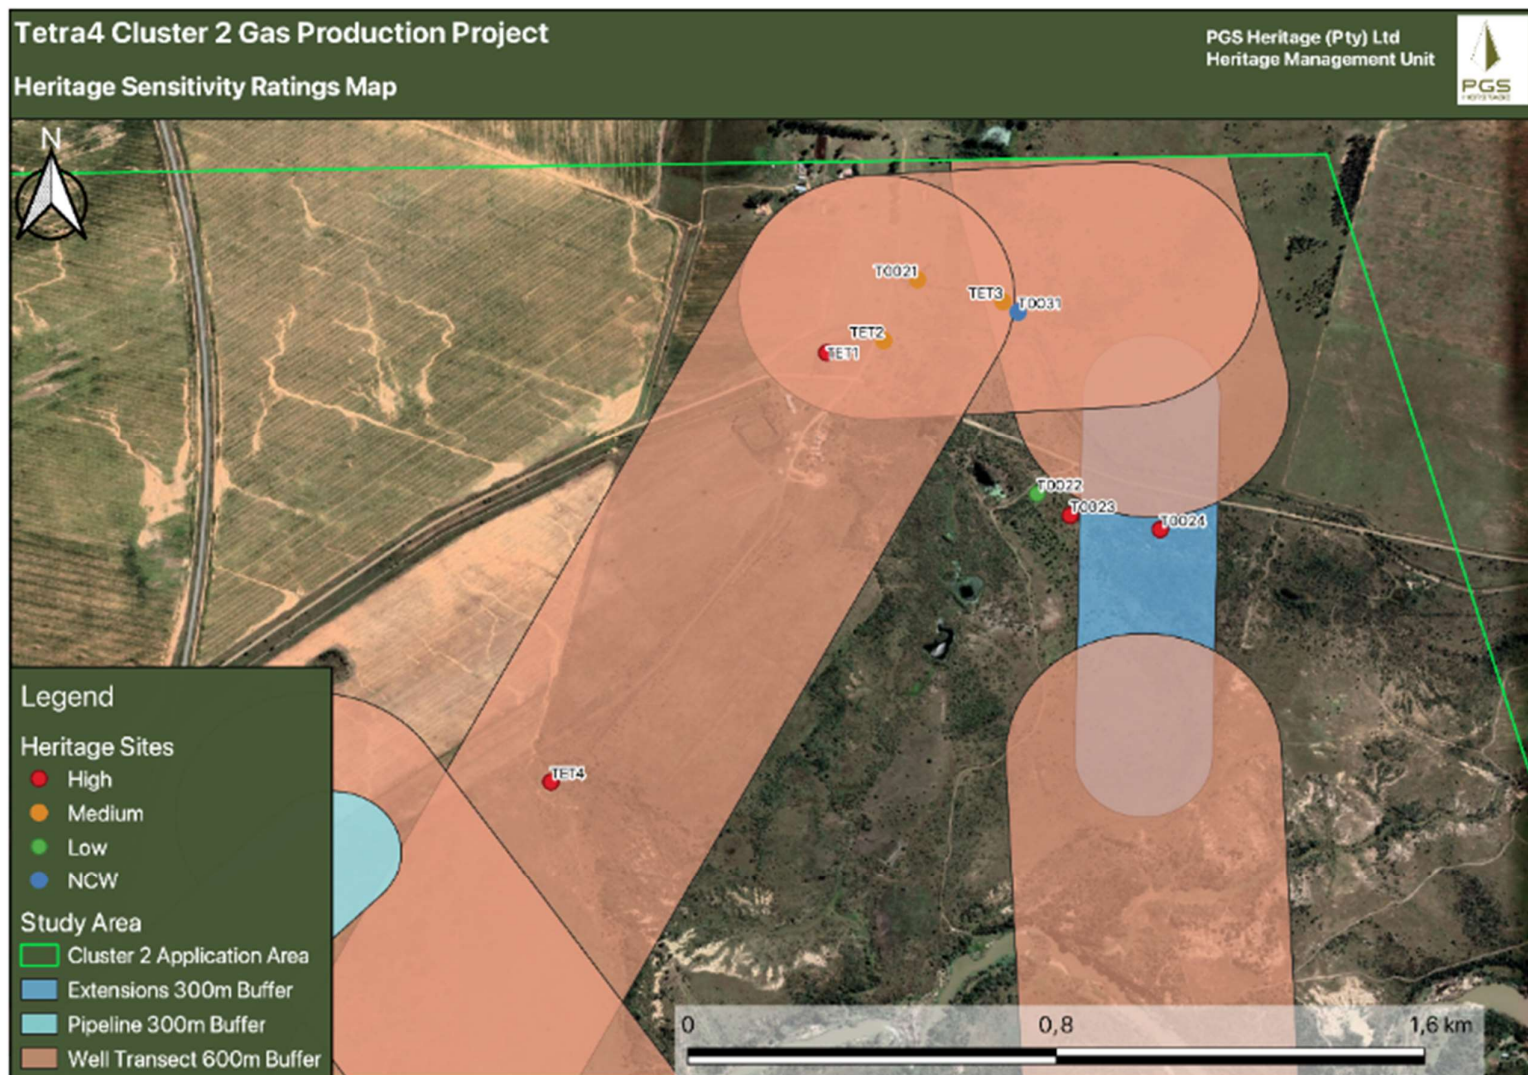 Tetra4 Cluster 2 Gas Production Project
Heritage Sensitivity Ratings Map
PGS Heritage (Pty) Ltd
Heritage Management Unit
PGS
HERITAGE
N
T0021
TET3
T0031
TET2
TET1
T0022
T0023
T0024
TET4
Legend
Heritage Sites
High
Medium
Low
NCW
Study Area
Cluster 2 Application Area
Extensions 300m Buffer
Pipeline 300m Buffer
Well Transect 600m Buffer
0
0,8
1,6 km